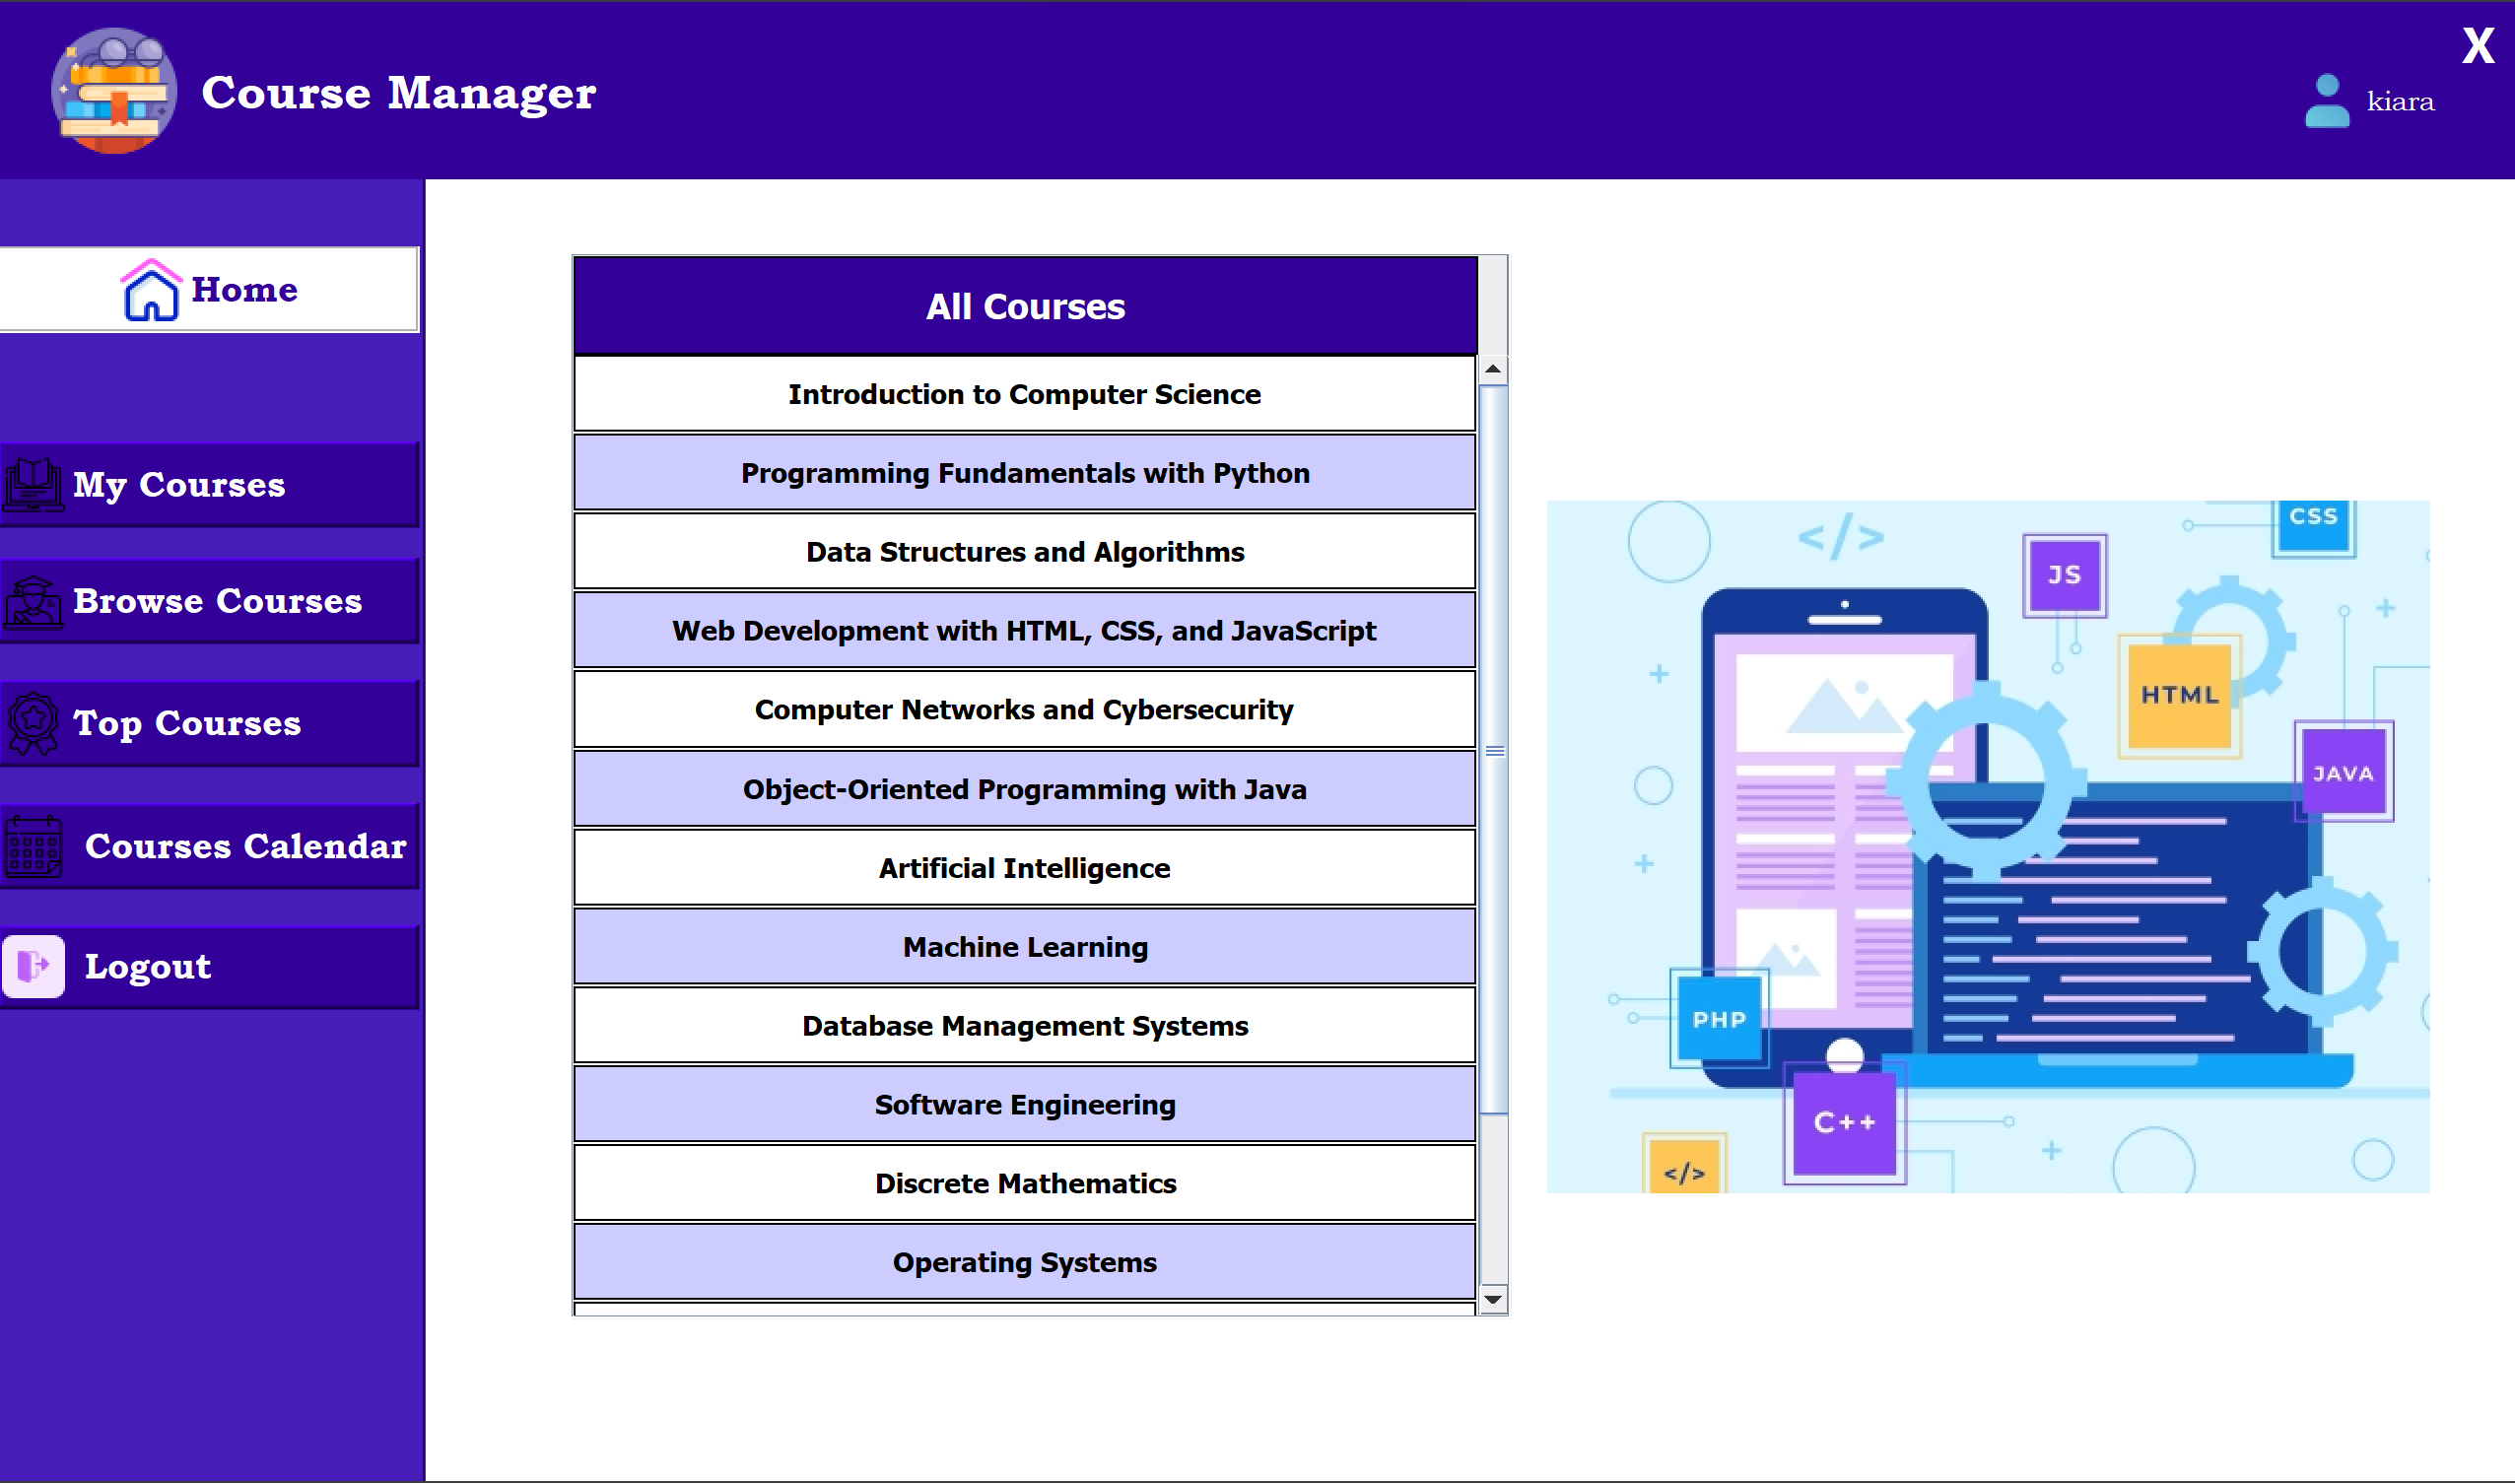 X
Course Manager
kiara
Home
My Courses
Browse Courses
Top Courses
Courses Calendar
Logout
All Courses
Introduction to Computer Science
Programming Fundamentals with Python
Data Structures and Algorithms
Web Development with HTML, CSS, and JavaScript
Computer Networks and Cybersecurity
Object-Oriented Programming with Java
Artificial Intelligence
Machine Learning
Database Management Systems
Software Engineering
Discrete Mathematics
Operating Systems
CSS
</>
JS
HTML
JAVA
PHP
C++
</>